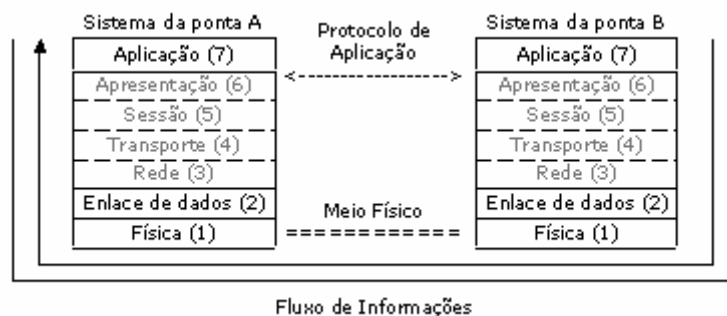 Sistema da ponta A
Protocolo de Aplicação
Sistema da ponta B
Aplicação (7)
Apresentação (6)
Sessão (5)
Transporte (4)
Rede (3)
Enlace de dados (2)
Física (1)
Meio Físico
Aplicação (7)
Apresentação (6)
Sessão (5)
Transporte (4)
Rede (3)
Enlace de dados (2)
Física (1)
Fluxo de Informações